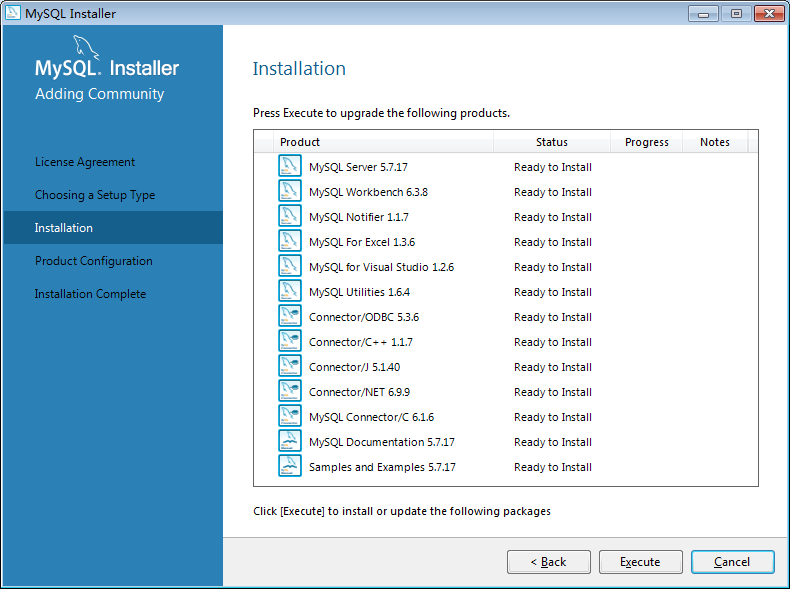 MySQL Installer
MySQL. Installer
Adding Community
License Agreement
Choosing a Setup Type
Installation
Product Configuration
Installation Complete
Installation
Press Execute to upgrade the following products.
Product Status Progress Notes
MySQL Server 5.7.17 Ready to Install
MySQL Workbench 6.3.8 Ready to Install
MySQL Notifier 1.1.7 Ready to Install
MySQL For Excel 1.3.6 Ready to Install
MySQL for Visual Studio 1.2.6 Ready to Install
MySQL Utilities 1.6.4 Ready to Install
Connector/ODBC 5.3.6 Ready to Install
Connector/C++ 1.1.7 Ready to Install
Connector/J 5.1.40 Ready to Install
Connector/NET 6.9.9 Ready to Install
MySQL Connector/C 6.1.6 Ready to Install
MySQL Documentation 5.7.17 Ready to Install
Samples and Examples 5.7.17 Ready to Install
Click [Execute] to install or update the following packages
< Back Execute Cancel